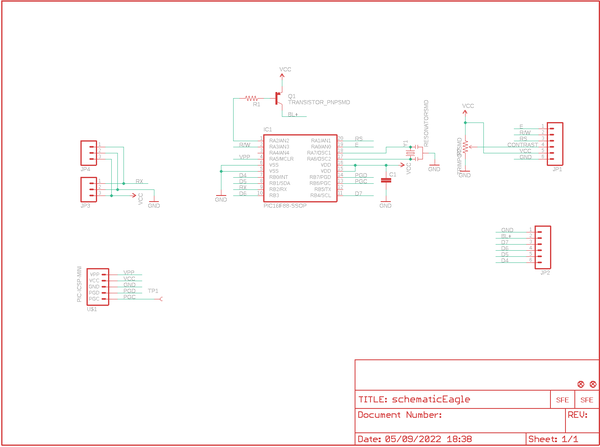 VCC
Q1
TRANSISTOR_PNPSMD
R1
BL+
IC1
RA2/AN2
RA3/AN3
RA4/AN4
RA5/MCLR
VSS
VSS
RB0/INT
RB1/SDA
RB2/RX
RB3
RA1/AN1
RA0/AN0
RA7/OSC1
RA6/OSC2
VDD
VDD
RB7/PGD
RB6/PGC
RB5/TX
RB4/SCL
R/W
VPP
D4
D5
RX
D6
RS
E
PGD
PGC
D7
PIC16F88-SSOP
GND
RESONATORSMD
Y1
GND
VCC
C1
GND
VCC
GND
E
R/W
RS
CONTRAST
VCC
GND
JP1
JP4
JP3
RX
VCC
GND
GND
BL+
D7
D6
D5
D4
JP2
PIC-ICSP-MINI
VPP
VCC
GND
PGD
PGC
VPP
VCC
GND
PGD
PGC
TP1
U$1
TITLE: schematicEagle
SFE SFE
Document Number:
REV:
Date: 05/09/2022 18:38
Sheet: 1/1